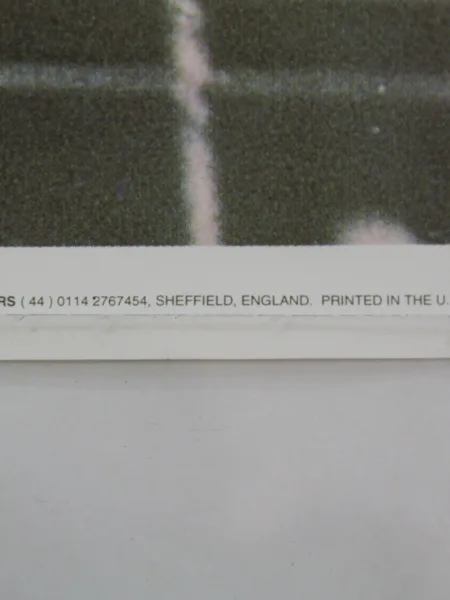 RS ( 44 ) 0114 2767454, SHEFFIELD, ENGLAND. PRINTED IN THE U.